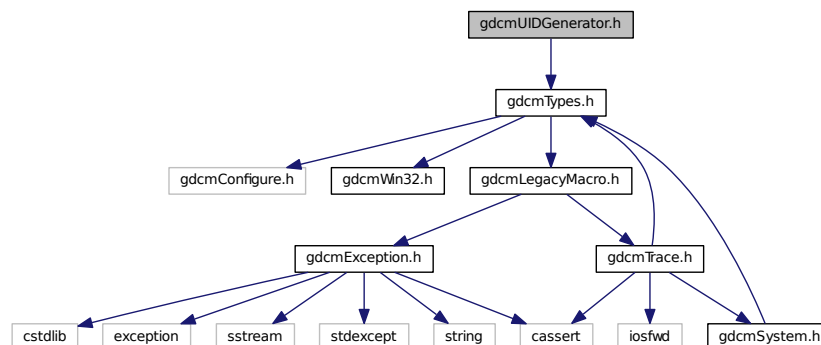 gdcmUIDGenerator.h
gdcmTypes.h
gdcmConfigure.h
gdcmWin32.h
gdcmLegacyMacro.h
gdcmException.h
gdcmTrace.h
cstdlib
exception
sstream
stdexcept
string
cassert
iosfwd
gdcmSystem.h